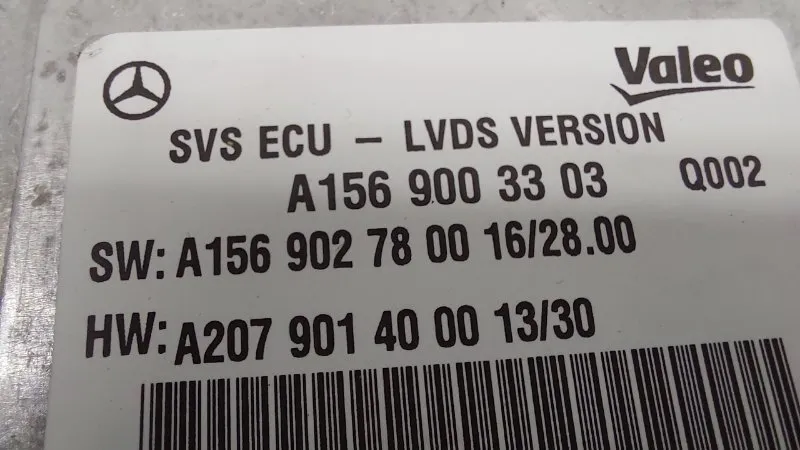 Valeo
SVS ECU – LVDS VERSION
A156 900 33 03 Q002
SW: A156 902 78 00 16/28.00
HW: A207 901 40 00 13/30